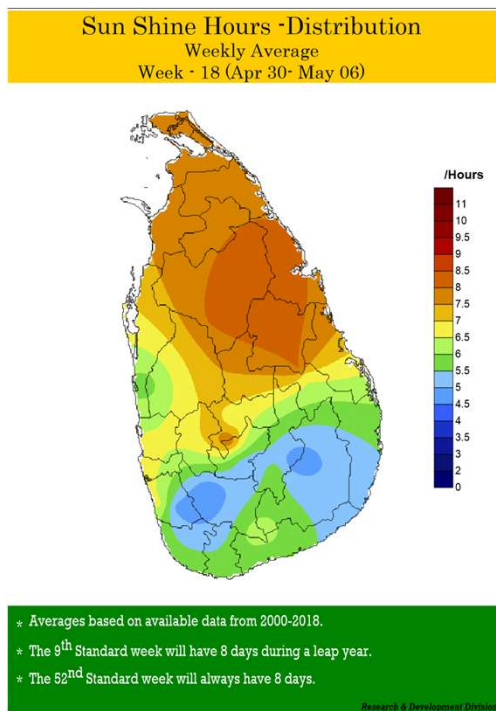 Sun Shine Hours -Distribution
Weekly Average
Week - 18 (Apr 30- May 06)
/Hours
11
10
9.5
9
8.5
8
7.5
7
6.5
6
5.5
5
4.5
4
3.5
3
2
0
* Averages based on available data from 2000-2018.
* The 9th Standard week will have 8 days during a leap year.
* The 52nd Standard week will always have 8 days.
Research & Development Division